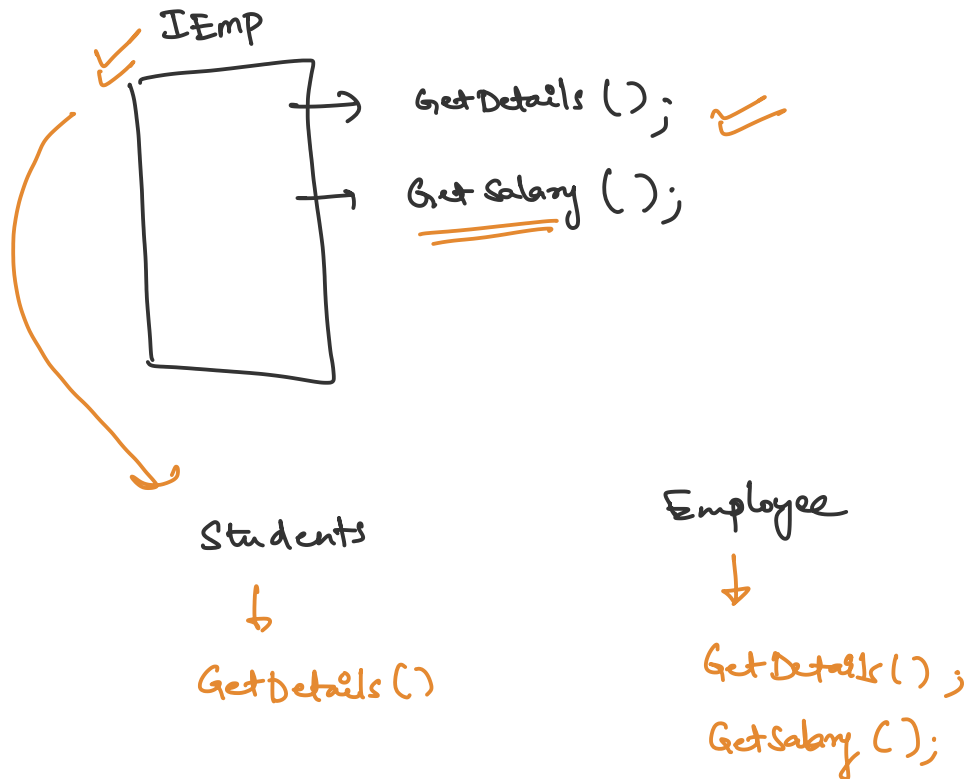 IEmp
GetDetails ();
GetSalary ();
Students
Employee
GetDetails()
GetDetails();
GetSalary ();